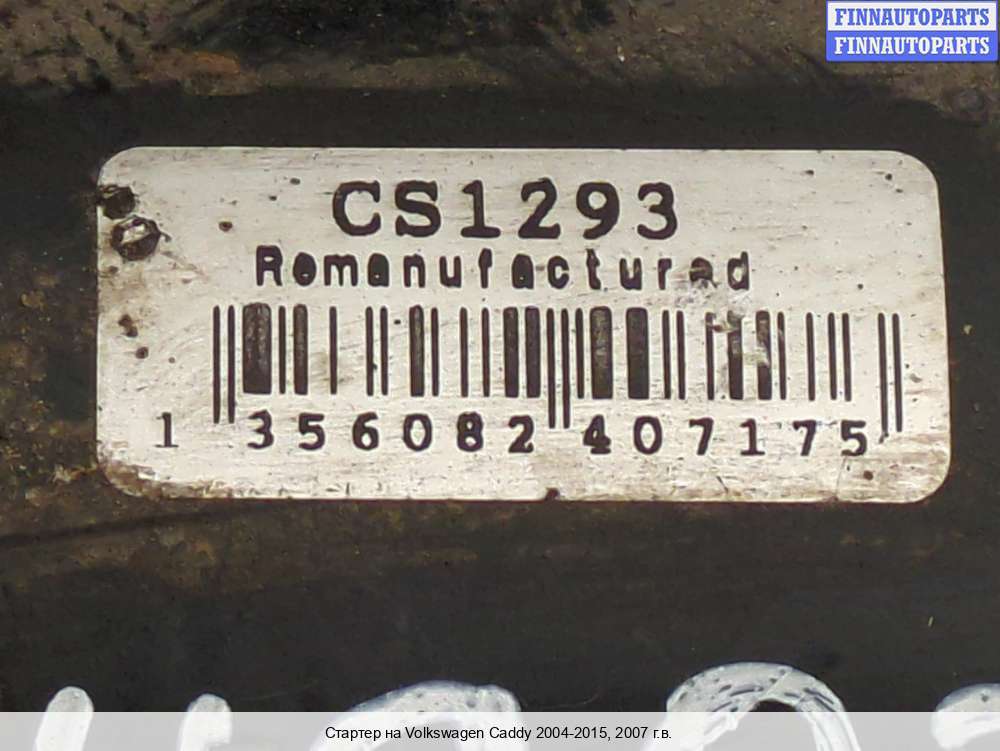 FINNAUTOPARTS
FINNAUTOPARTS
CS1293
Remanufactured
1 356082 407175
Стартер на Volkswagen Caddy 2004-2015, 2007 г.в.